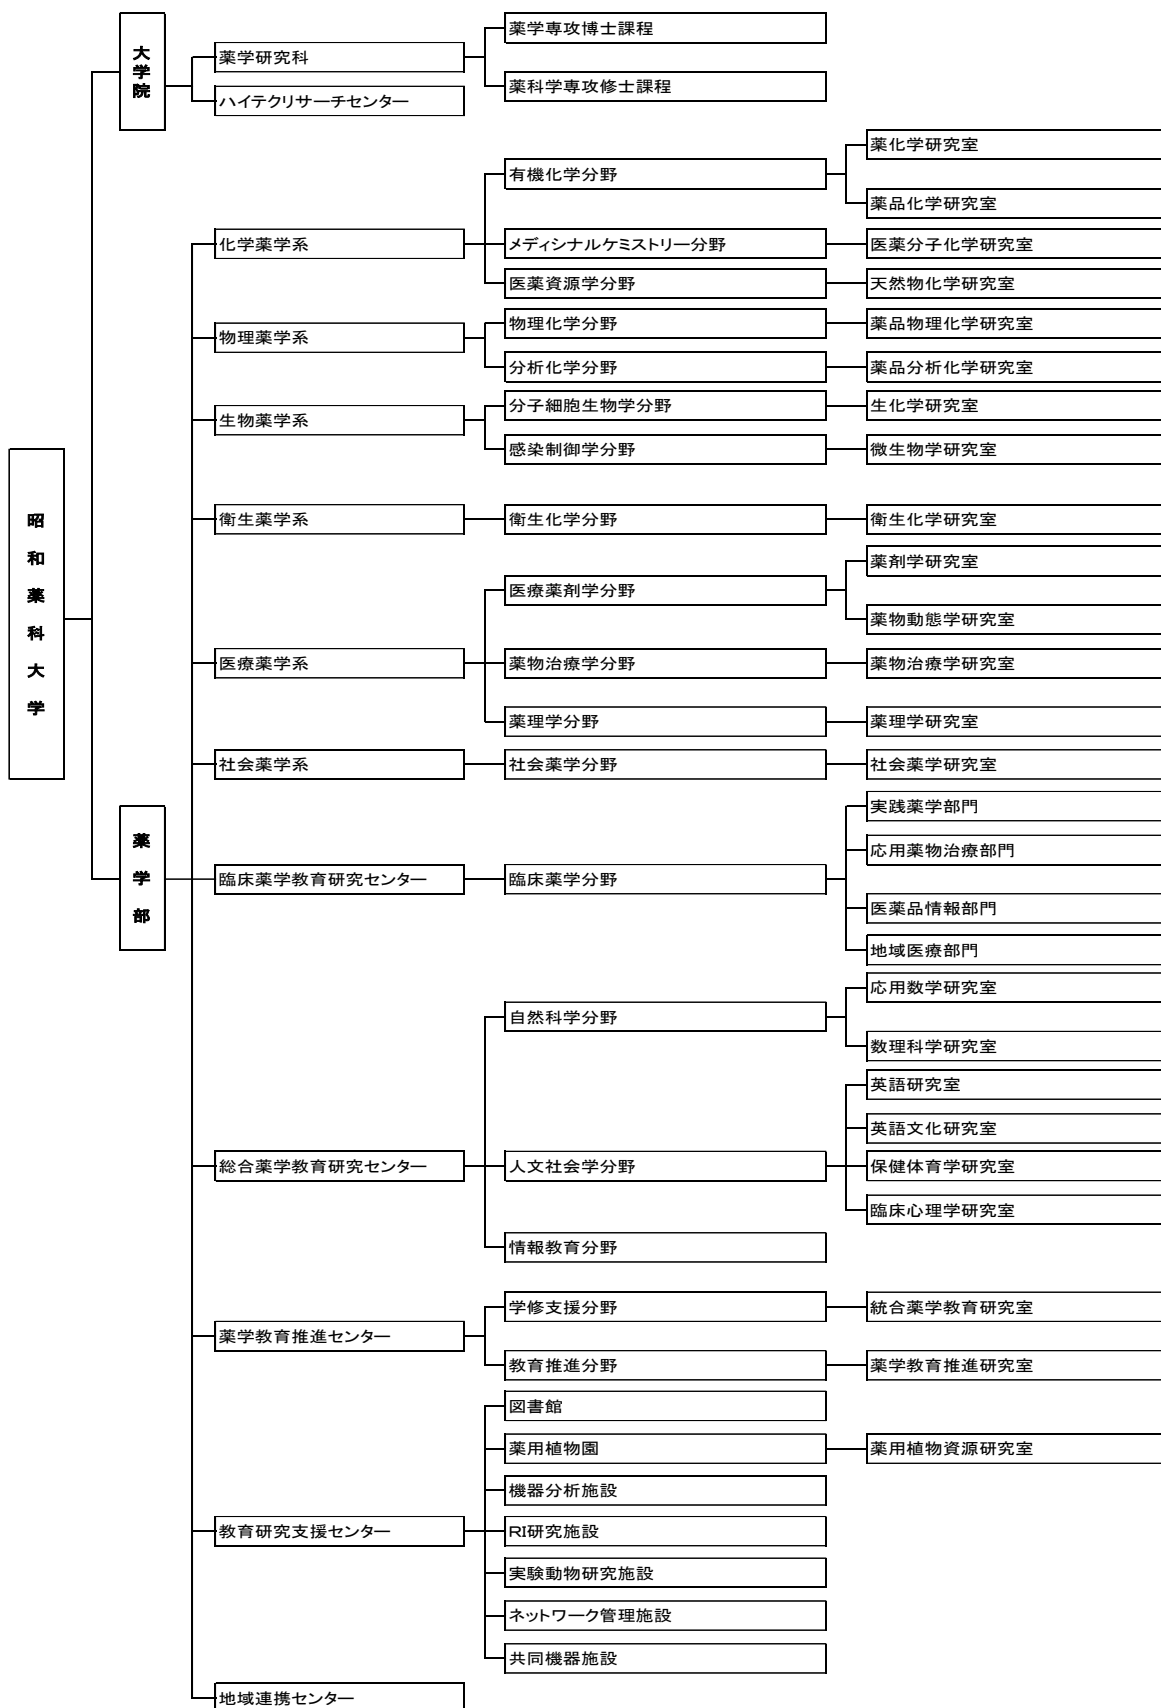 昭和薬科大学
大学院
薬学研究科
薬学専攻博士課程
薬科学専攻修士課程
ハイテクリサーチセンター
薬学部
化学薬学系
有機化学分野
薬化学研究室
薬品化学研究室
メディシナルケミストリー分野
医薬分子化学研究室
医薬資源学分野
天然物化学研究室
物理薬学系
物理化学分野
薬品物理化学研究室
分析化学分野
薬品分析化学研究室
生物薬学系
分子細胞生物学分野
生化学研究室
感染制御学分野
微生物学研究室
衛生薬学系
衛生化学分野
衛生化学研究室
医療薬学系
医療薬剤学分野
薬剤学研究室
薬物動態学研究室
薬物治療学分野
薬物治療学研究室
薬理学分野
薬理学研究室
社会薬学系
社会薬学分野
社会薬学研究室
臨床薬学教育研究センター
臨床薬学分野
実践薬学部門
応用薬物治療部門
医薬品情報部門
地域医療部門
総合薬学教育研究センター
自然科学分野
応用数学研究室
数理科学研究室
人文社会学分野
英語研究室
英語文化研究室
保健体育学研究室
臨床心理学研究室
情報教育分野
薬学教育推進センター
学修支援分野
統合薬学教育研究室
教育推進分野
薬学教育推進研究室
教育研究支援センター
図書館
薬用植物園
薬用植物資源研究室
機器分析施設
RI研究施設
実験動物研究施設
ネットワーク管理施設
共同機器施設
地域連携センター